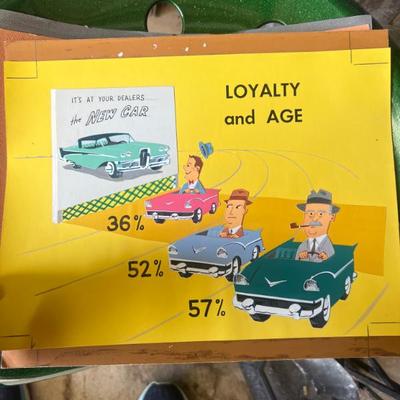 IT'S AT YOUR DEALERS
the NEW CAR
LOYALTY
and AGE
36%
52%
57%